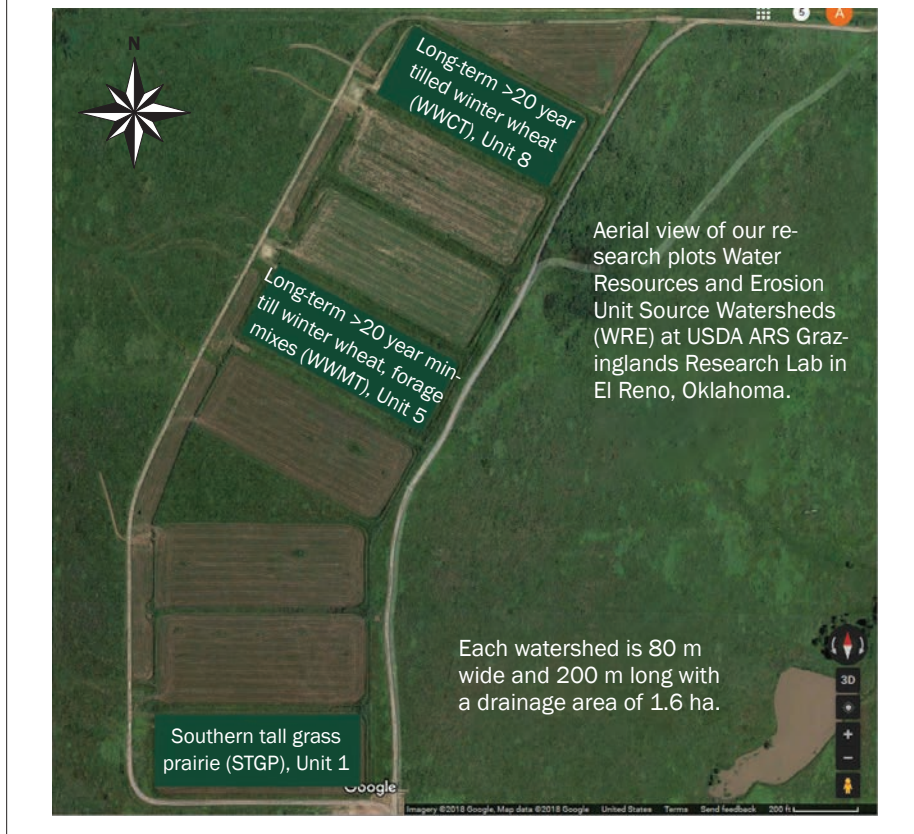 5
A
N
Long-term >20 year
tilled winter wheat
(WWCT), Unit 8
Aerial view of our re-
search plots Water
Resources and Erosion
Unit Source Watersheds
(WRE) at USDA ARS Graz-
inglands Research Lab in
El Reno, Oklahoma.
Long-term >20 year min-
till winter wheat, forage
mixes (WWMT), Unit 5
Each watershed is 80 m
wide and 200 m long with
a drainage area of 1.6 ha.
3D
+
−
Southern tall grass
prairie (STGP), Unit 1
Google
Imagery ©2018 Google, Map data ©2018 Google United States Terms Send feedback 200 ft